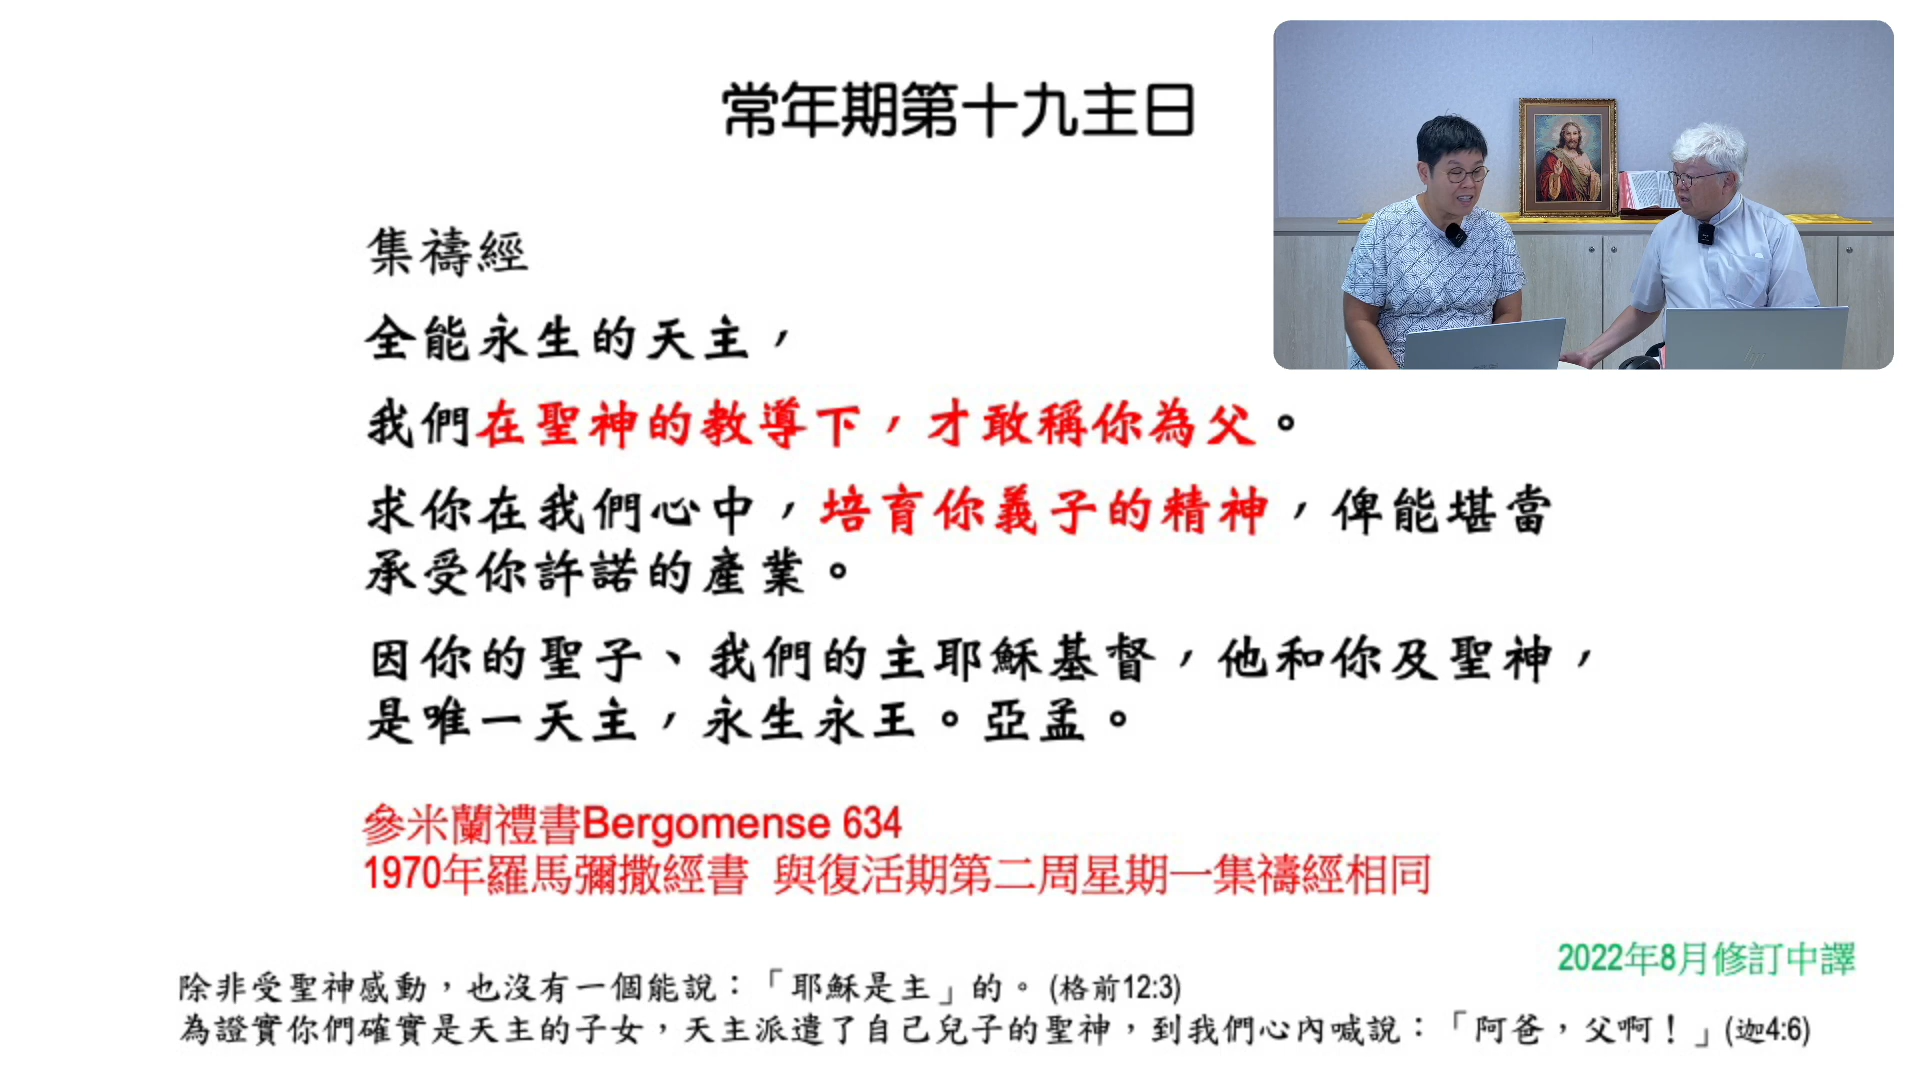 常年期第十九主日
集禱經
全能永生的天主，
我們在聖神的教導下，才敢稱你為父。
求你在我們心中，培育你義子的精神，俾能堪當
承受你許諾的產業。
因你的聖子、我們的主耶穌基督，他和你及聖神，
是唯一天主，永生永王。亞孟。
參米蘭禮書Bergomense 634
1970年羅馬彌撒經書 與復活期第二周星期一集禱經相同
2022年8月修訂中譯
除非受聖神感動，也沒有一個能說：「耶穌是主」的。(格前12:3)
為證實你們確實是天主的子女，天主派遣了自己兒子的聖神，到我們心內喊說：「阿爸，父啊！」(迦4:6)